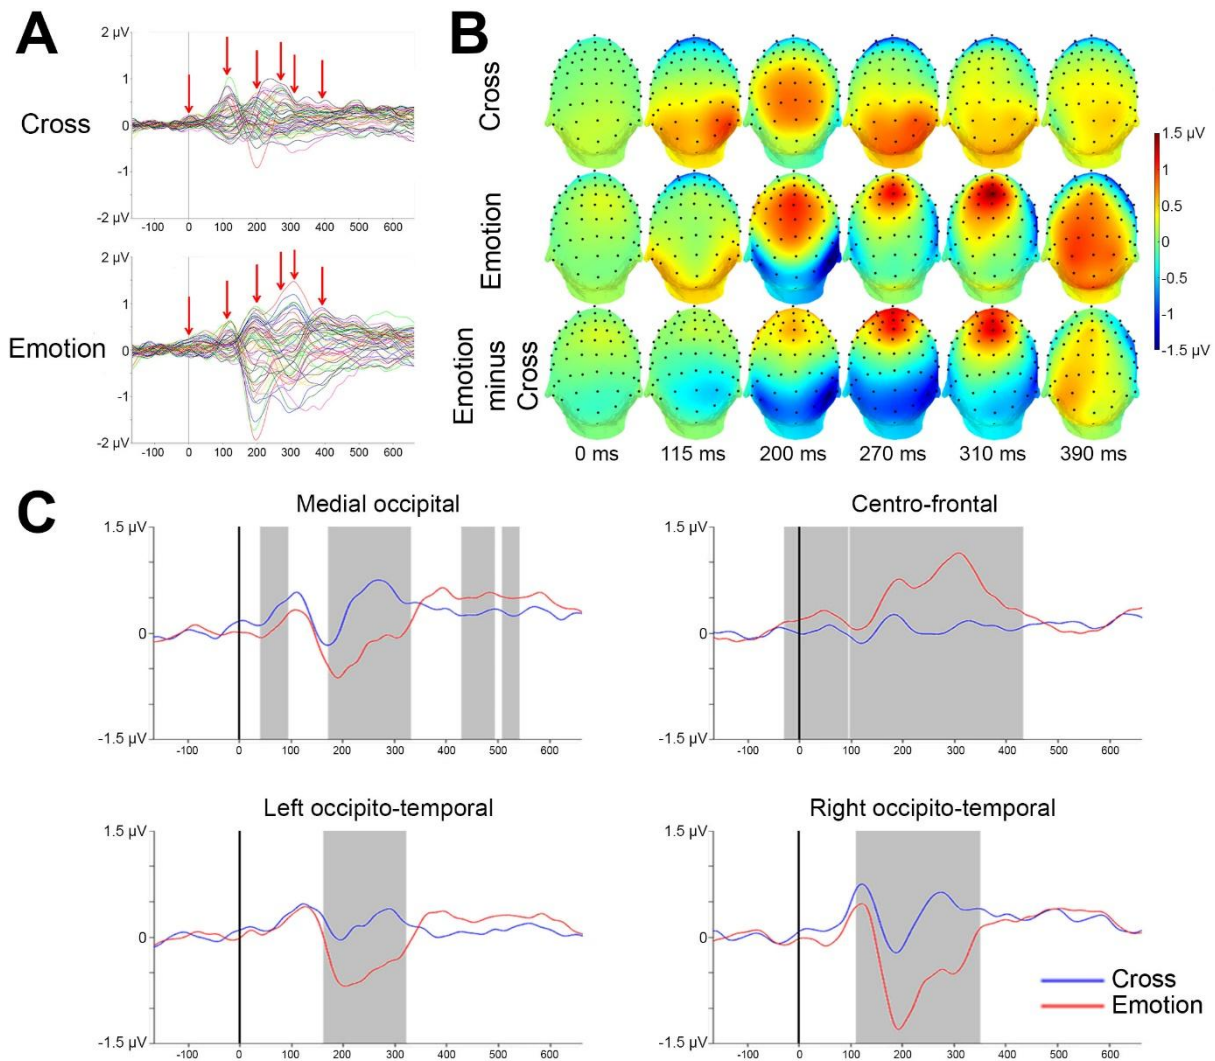 A
2 µV
1
0
1
-2 µV
-100 0 100 200 300 400 500 600
Cross
2 µV
1
0
-1
-2 µV
-100 0 100 200 300 400 500 600
Emotion
B
Cross
Emotion
Emotion
minus
Cross
0 ms 115 ms 200 ms 270 ms 310 ms 390 ms
1.5 µV
1
0.5
0
-0.5
-1
-1.5 µV
C
Medial occipital
1.5 µV
0
-1.5 µV
-100 0 100 200 300 400 500 600
Centro-frontal
1.5 µV
0
-1.5 µV
-100 0 100 200 300 400 500 600
Left occipito-temporal
1.5 µV
0
-1.5 µV
-100 0 100 200 300 400 500 600
Right occipito-temporal
1.5 µV
0
-1.5 µV
-100 0 100 200 300 400 500 600
Cross
Emotion